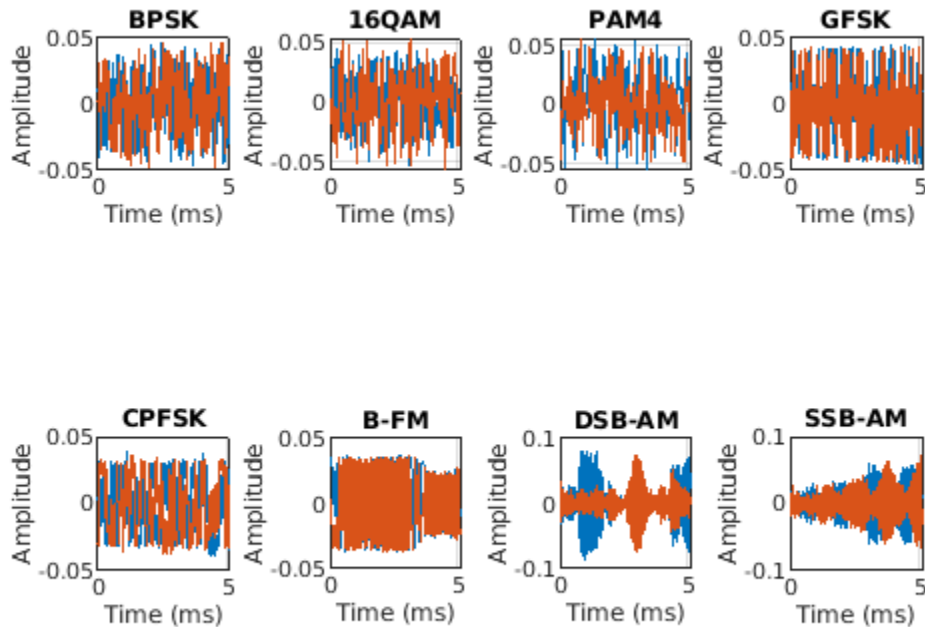 BPSK 16QAM PAM4 GFSK
0.05 0.05 0.05 0.05
Amplitude Amplitude Amplitude Amplitude
0 0 0 0
-0.05 -0.05 -0.05 -0.05
0 5 0 5 0 5 0 5
Time (ms) Time (ms) Time (ms) Time (ms)
CPFSK B-FM DSB-AM SSB-AM
0.05 0.05 0.1 0.1
Amplitude Amplitude Amplitude Amplitude
0 0 0 0
-0.05 -0.05 -0.1 -0.1
0 5 0 5 0 5 0 5
Time (ms) Time (ms) Time (ms) Time (ms)